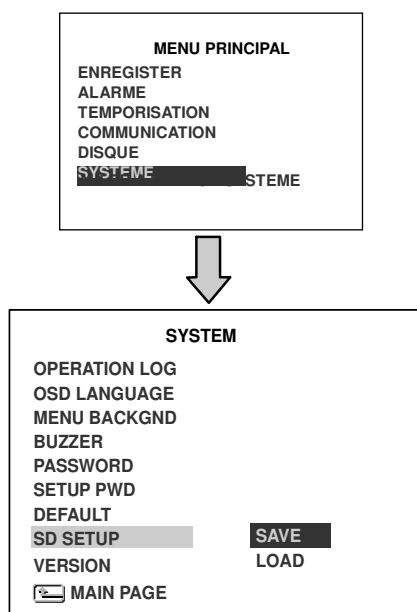 MENU PRINCIPAL
ENREGISTER
ALARME
TEMPORISATION
COMMUNICATION
DISQUE
SYSTEME
STEME
SYSTEM
OPERATION LOG
OSD LANGUAGE
MENU BACKGND
BUZZER
PASSWORD
SETUP PWD
DEFAULT
SD SETUP SAVE
VERSION LOAD
MAIN PAGE